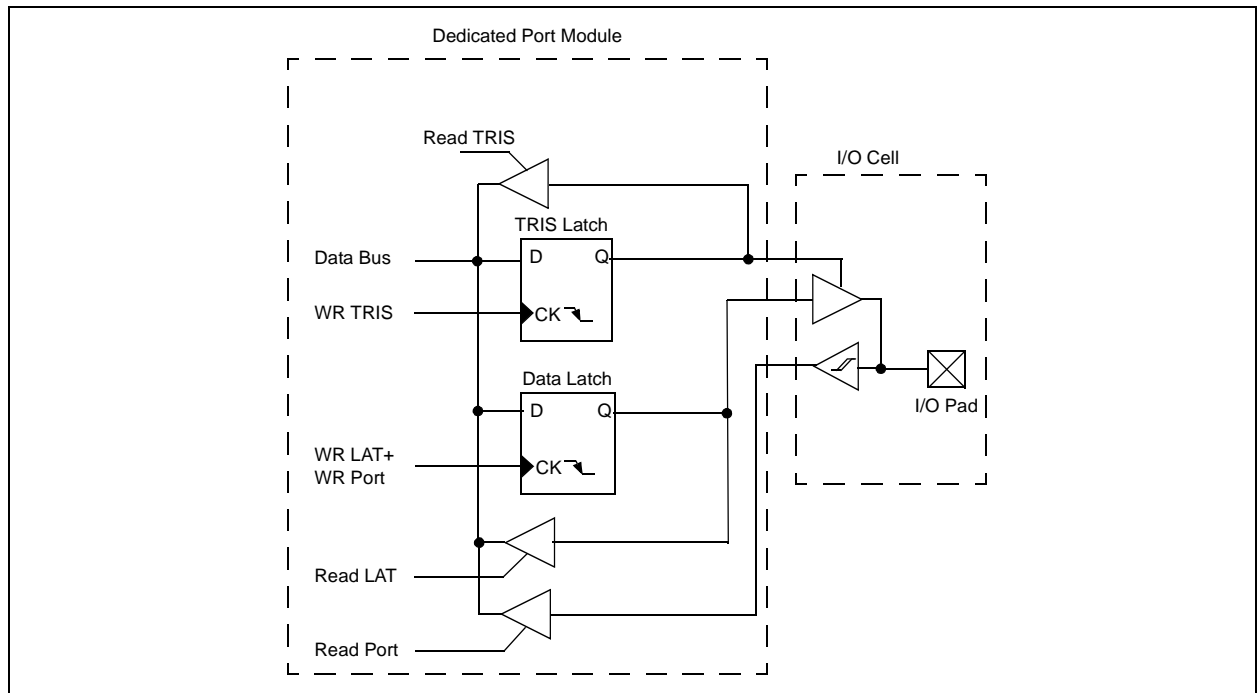 Dedicated Port Module
Read TRIS
I/O Cell
TRIS Latch
Data Bus
D
Q
WR TRIS
CK
Data Latch
I/O Pad
D
Q
WR LAT+
WR Port
CK
Read LAT
Read Port